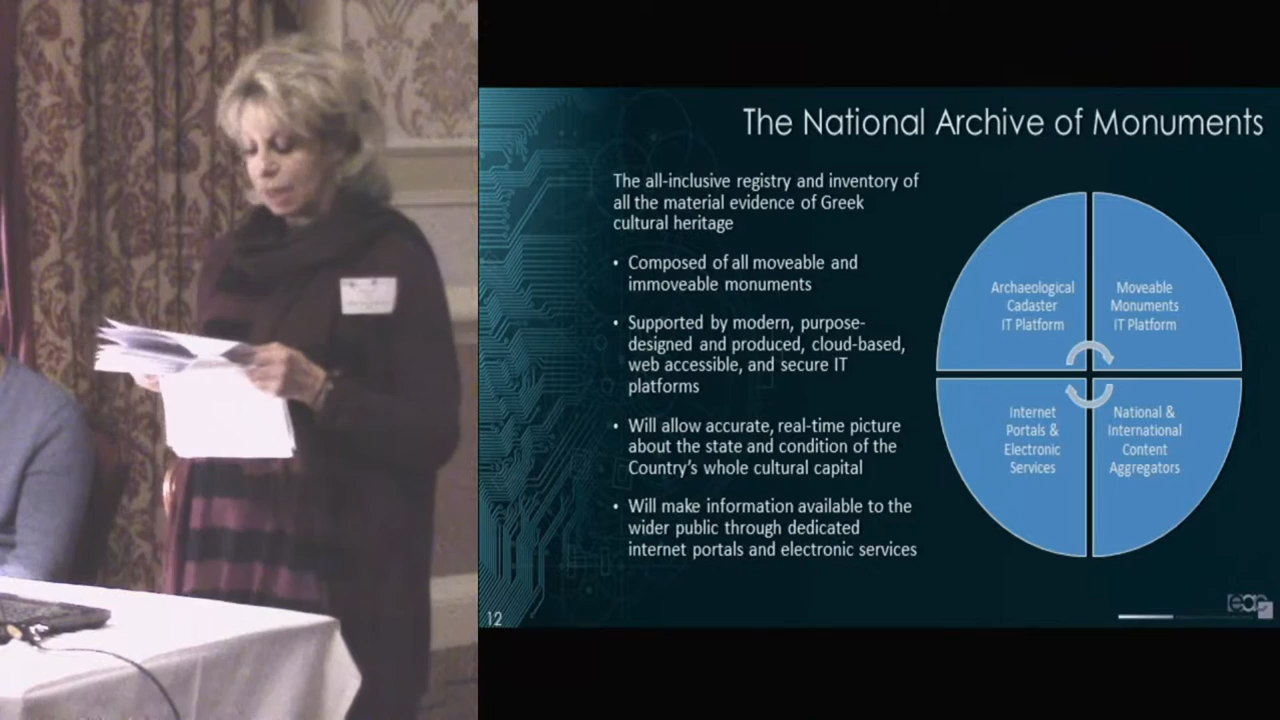 The National Archive of Monuments
The all-inclusive registry and inventory of
all the material evidence of Greek
cultural heritage
• Composed of all moveable and
immoveable monuments
• Supported by modern, purpose-
designed and produced, cloud-based,
web accessible, and secure IT
platforms
• Will allow accurate, real-time picture
about the state and condition of the
Country's whole cultural capital
• Will make information available to the
wider public through dedicated
internet portals and electronic services
Archaeological
Cadaster
IT Platform
Moveable
Monuments
IT Platform
Internet
Portals &
Electronic
Services
National &
International
Content
Aggregators
12